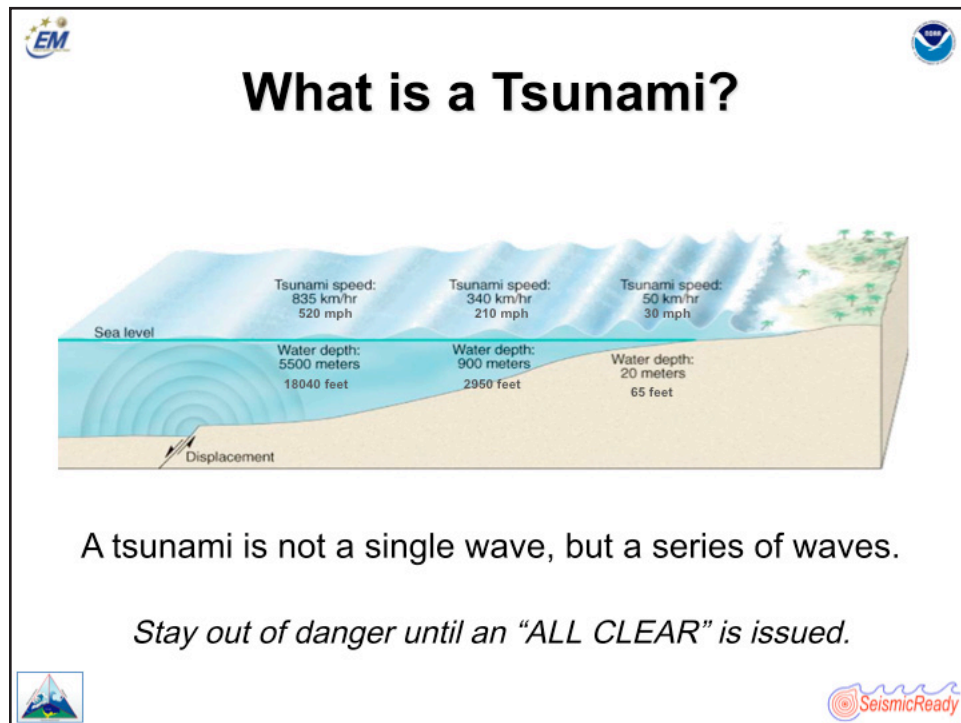 EM
NOAA
What is a Tsunami?
Tsunami speed:
835 km/hr
520 mph
Tsunami speed:
340 km/hr
210 mph
Tsunami speed:
50 km/hr
30 mph
Sea level
Water depth:
5500 meters
18040 feet
Water depth:
900 meters
2950 feet
Water depth:
20 meters
65 feet
Displacement
A tsunami is not a single wave, but a series of waves.
Stay out of danger until an “ALL CLEAR” is issued.
SeismicReady